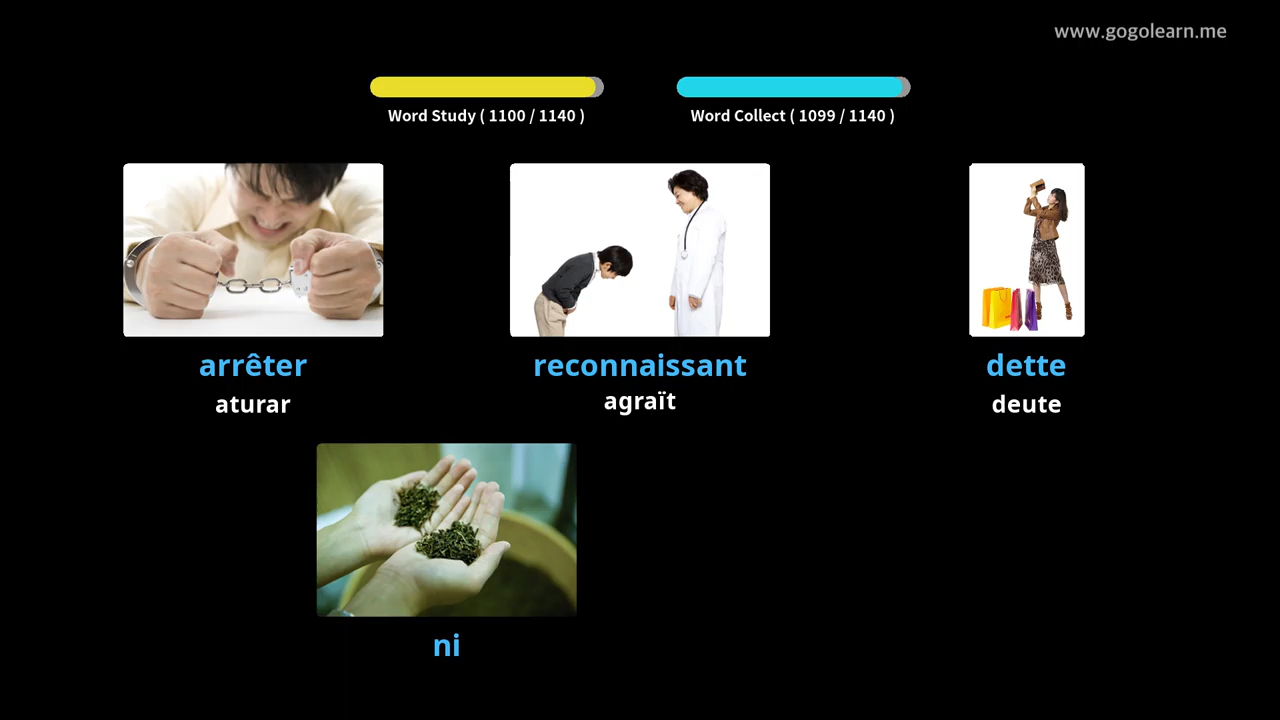 www.gogolearn.me
Word Study ( 1100 / 1140 )
Word Collect ( 1099 / 1140 )
arrêter
reconnaissant
dette
aturar
agraït
deute
ni